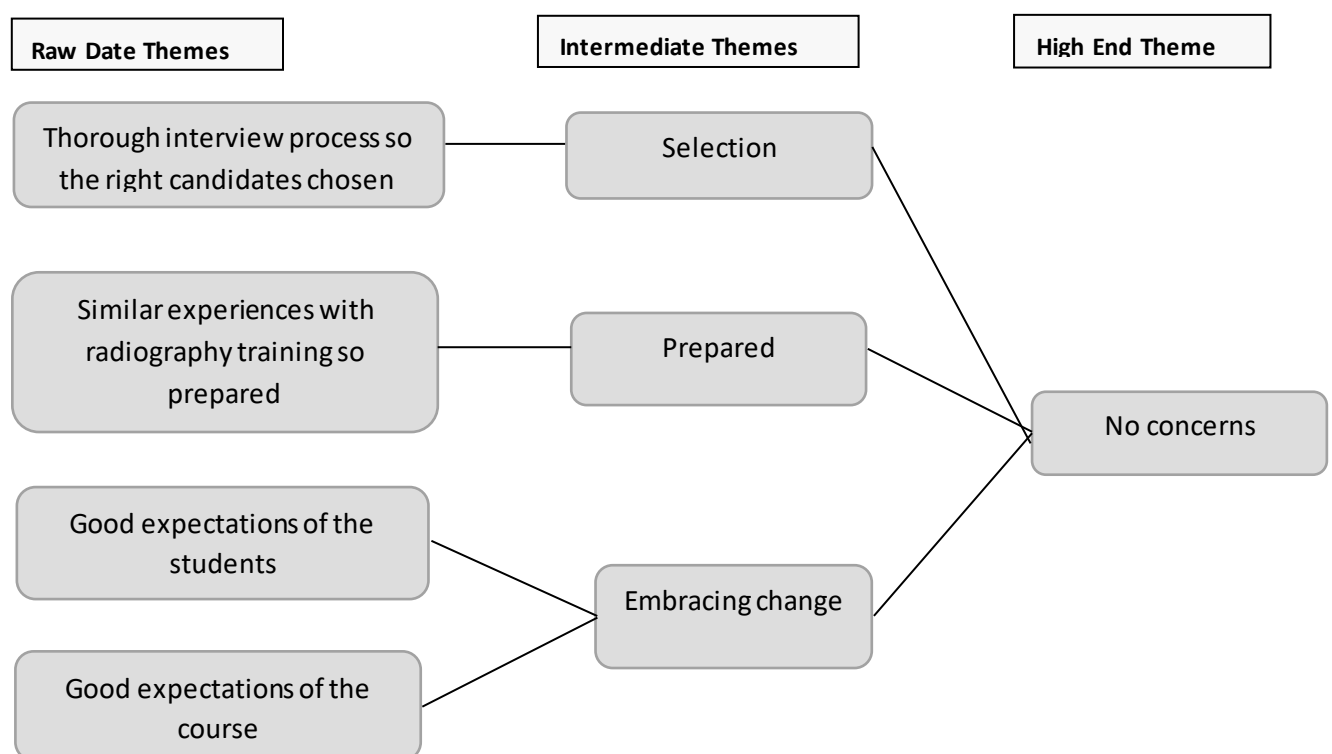 Raw Date Themes
Intermediate Themes
High End Theme
Thorough interview process so
the right candidates chosen
Selection
Similar experiences with
radiography training so
prepared
Prepared
No concerns
Good expectations of the
students
Embracing change
Good expectations of the
course